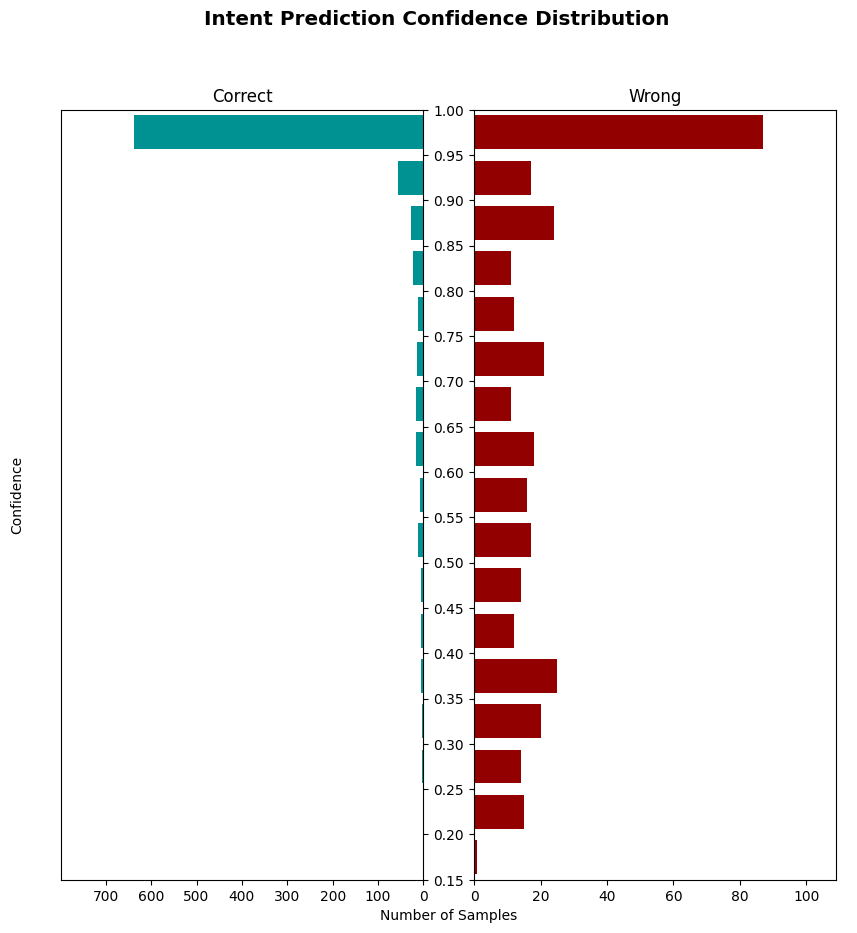 Intent Prediction Confidence Distribution
Correct
Wrong
Confidence
1.00
0.95
0.90
0.85
0.80
0.75
0.70
0.65
0.60
0.55
0.50
0.45
0.40
0.35
0.30
0.25
0.20
0.15
700 600 500 400 300 200 100 0
0 20 40 60 80 100
Number of Samples